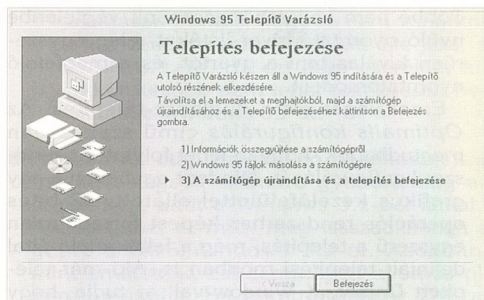 Windows 95 Telepítő Varázsló
Telepítés befejezése
A Telepítő Varázsló készen áll a Windows 95 indítására és a Telepítő
utolsó részének elkezdésére.
Távolítsa el a lemezeket a meghajtókból, majd a számítógép
újraindításához és a Telepítő befejezéséhez kattintson a Befejezés
gombra.
1) Információk összegyűjtése a számítógépről
2) Windows 95 fájlok másolása a számítógépre
3) A számítógép újraindítása és a telepítés befejezése
< Vissza
Befejezés